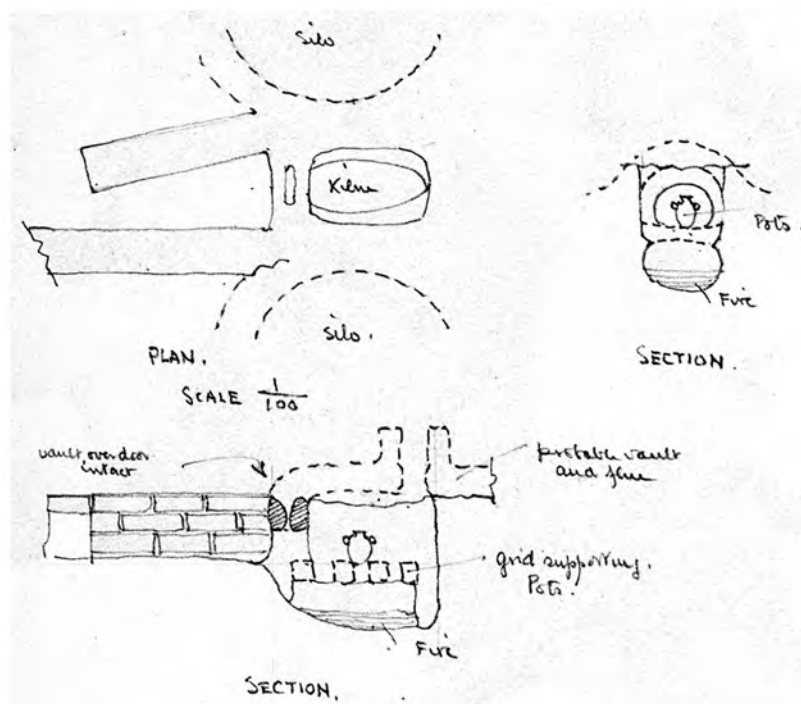 Silo
Kiln
Pots.
Fire
Silo.
PLAN.
SECTION.
SCALE 1/100
vault over door
intact
probable vault
and flue
grid supporting.
Pots.
Fire
SECTION.